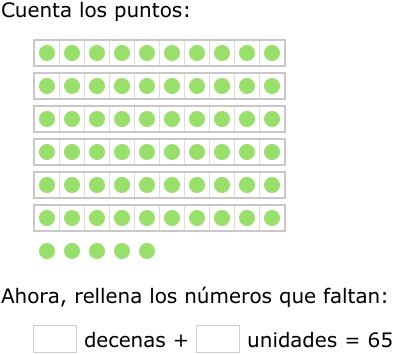 Cuenta los puntos:
Ahora, rellena los números que faltan:
decenas + unidades = 65